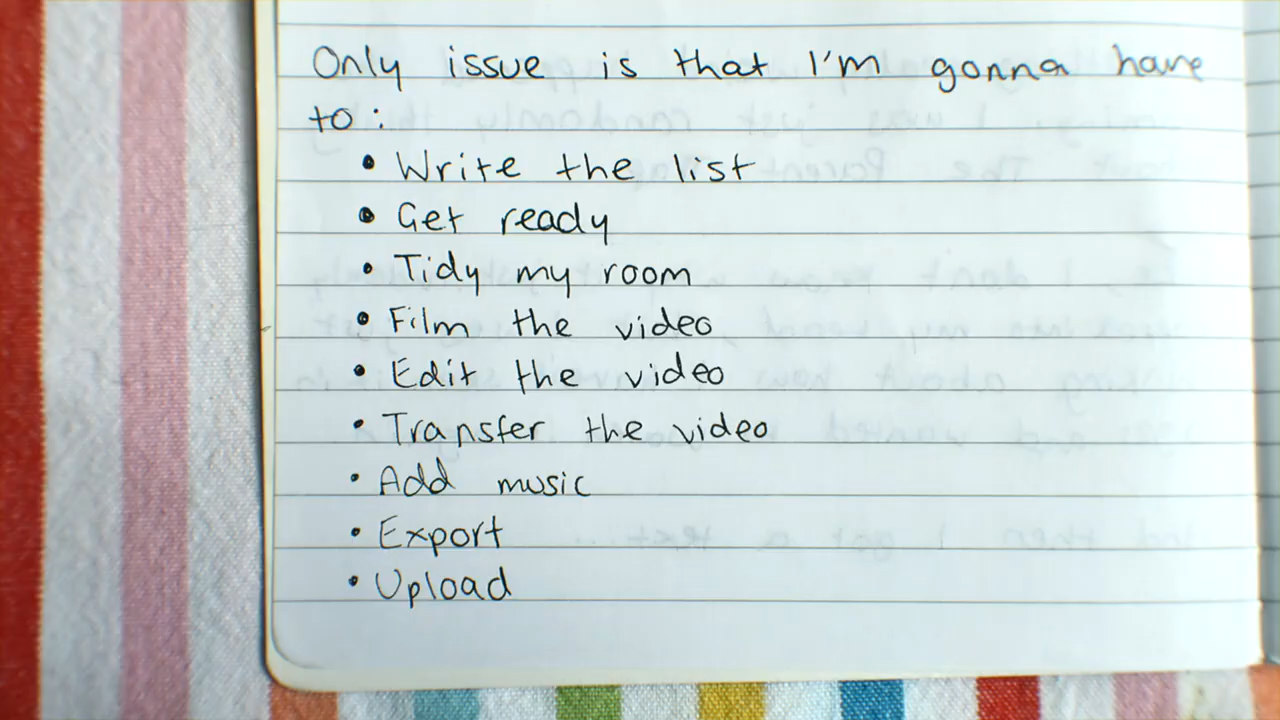 Only issue is that I'm gonna have
to:
• Write the list
• Get ready
• Tidy my room
• Film the video
• Edit the video
• Transfer the video
• Add music
• Export
• Upload